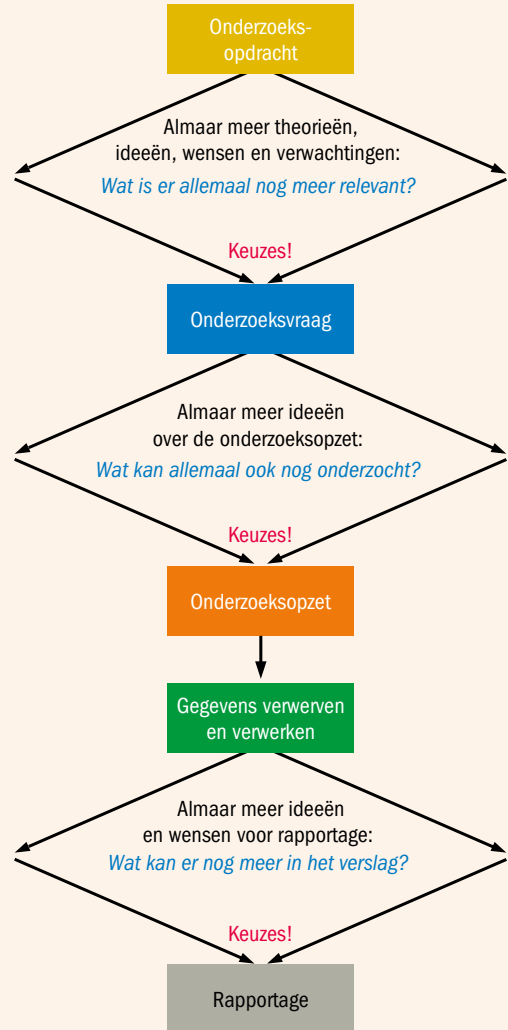 Onderzoeks-
opdracht
Almaar meer theorieën,
ideeën, wensen en verwachtingen:
Wat is er allemaal nog meer relevant?
Keuzes!
Onderzoeksvraag
Almaar meer ideeën
over de onderzoeksopzet:
Wat kan allemaal ook nog onderzocht?
Keuzes!
Onderzoeksopzet
Gegevens verwerven
en verwerken
Almaar meer ideeën
en wensen voor rapportage:
Wat kan er nog meer in het verslag?
Keuzes!
Rapportage